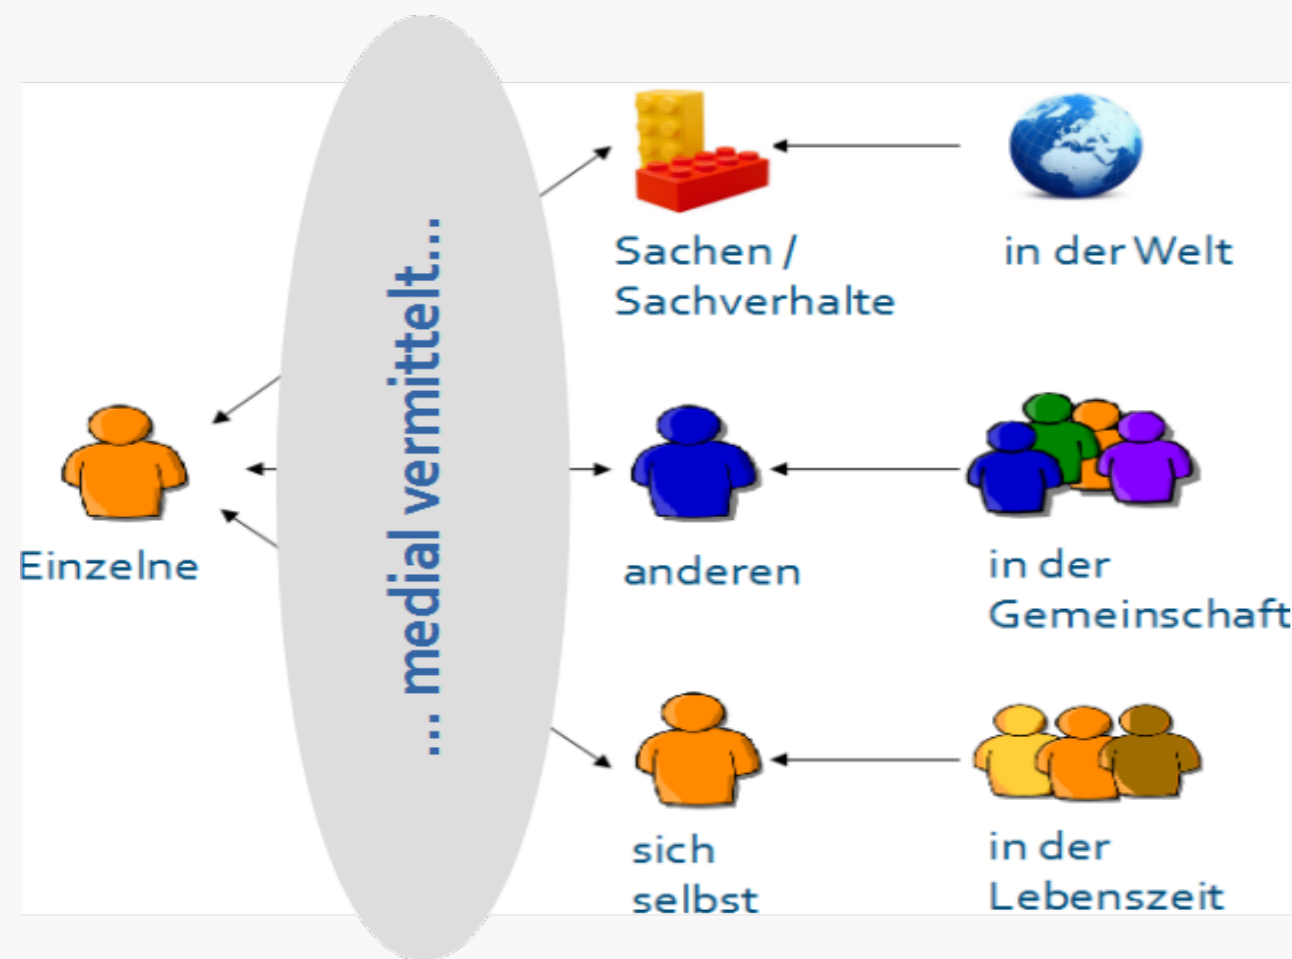 Sachen /
Sachverhalte
in der Welt
... medial vermittelt...
Einzelne
anderen
in der
Gemeinschaft
sich
selbst
in der
Lebenszeit